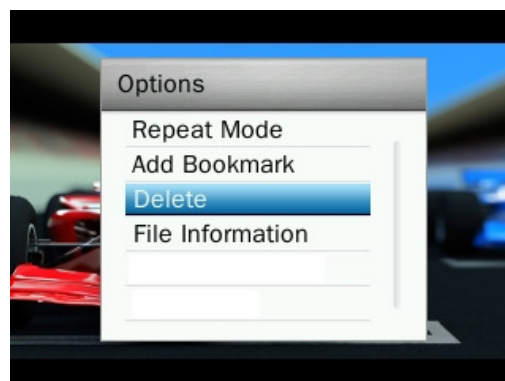 Options
Repeat Mode
Add Bookmark
Delete
File Information